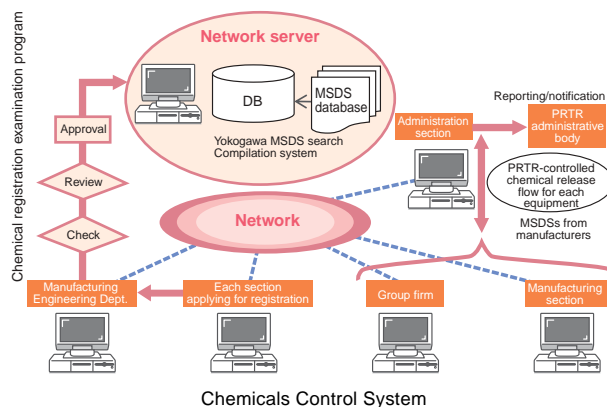 Chemical registration examination program
Network server
DB
MSDS
database
Yokogawa MSDS search
Compilation system
Approval
Review
Check
Reporting/notification
Administration
section
PRTR
administrative
body
PRTR-controlled
chemical release
flow for each
equipment
MSDSs from
manufacturers
Network
Manufacturing
Engineering Dept.
Each section
applying for registration
Group firm
Manufacturing
section
Chemicals Control System